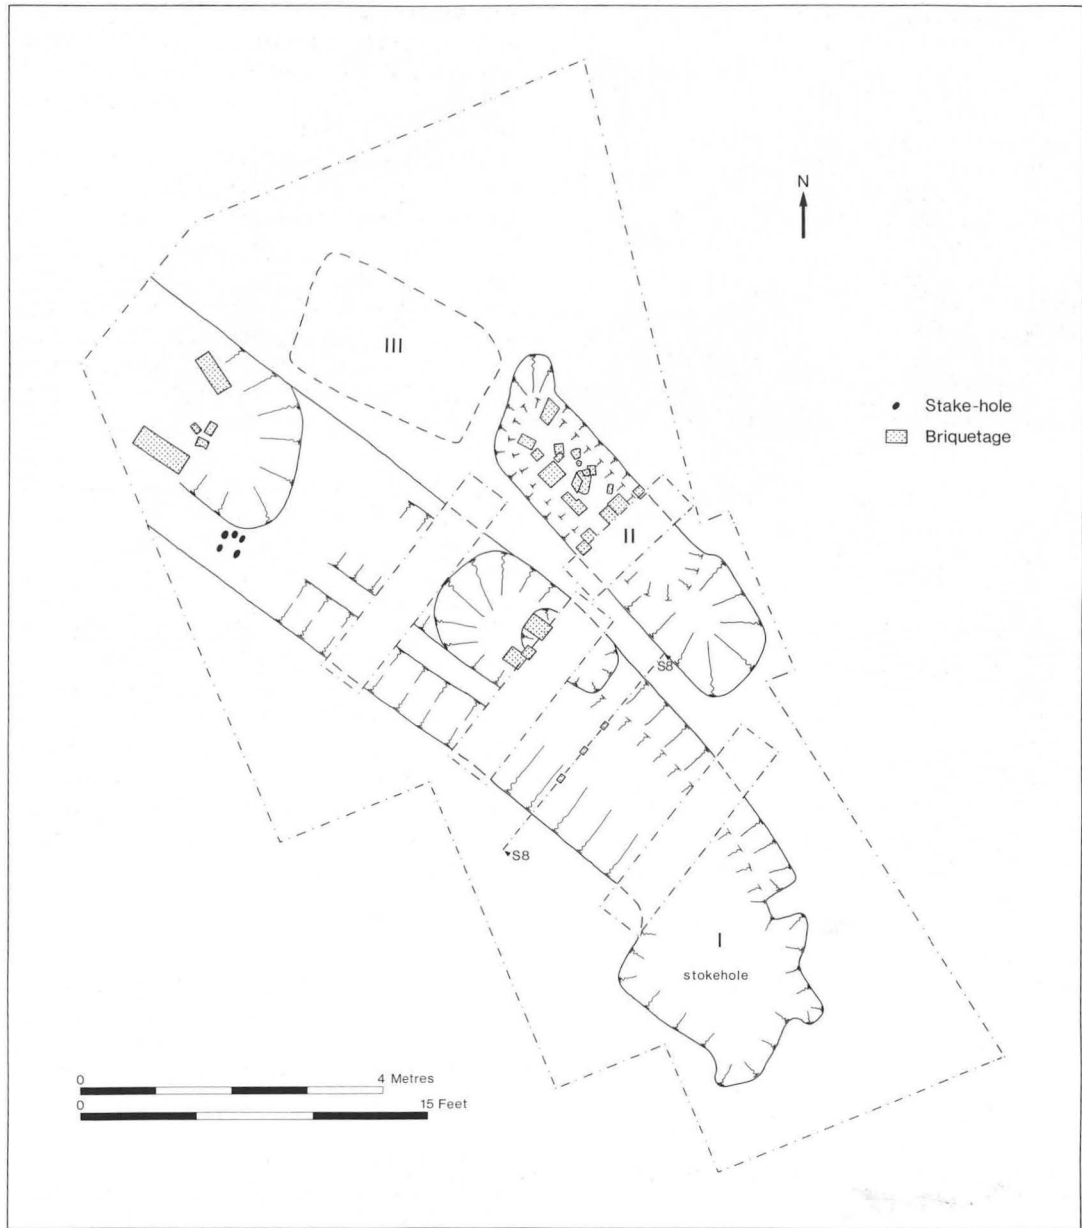 N
III
Stake-hole
Briquetage
II
S8
S8
I
stokehole
0 4 Metres
0 15 Feet